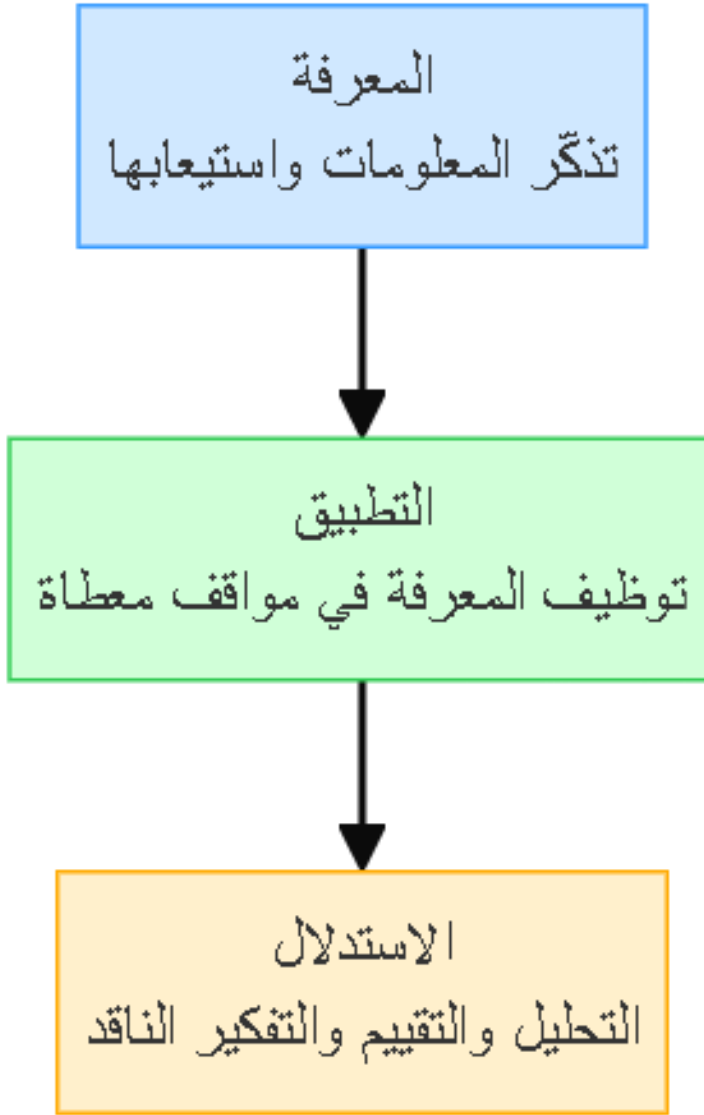 المعرفة
تذكّر المعلومات واستيعابها
التطبيق
توظيف المعرفة في مواقف معطاة
الاستدلال
التحليل والتقييم والتفكير الناقد